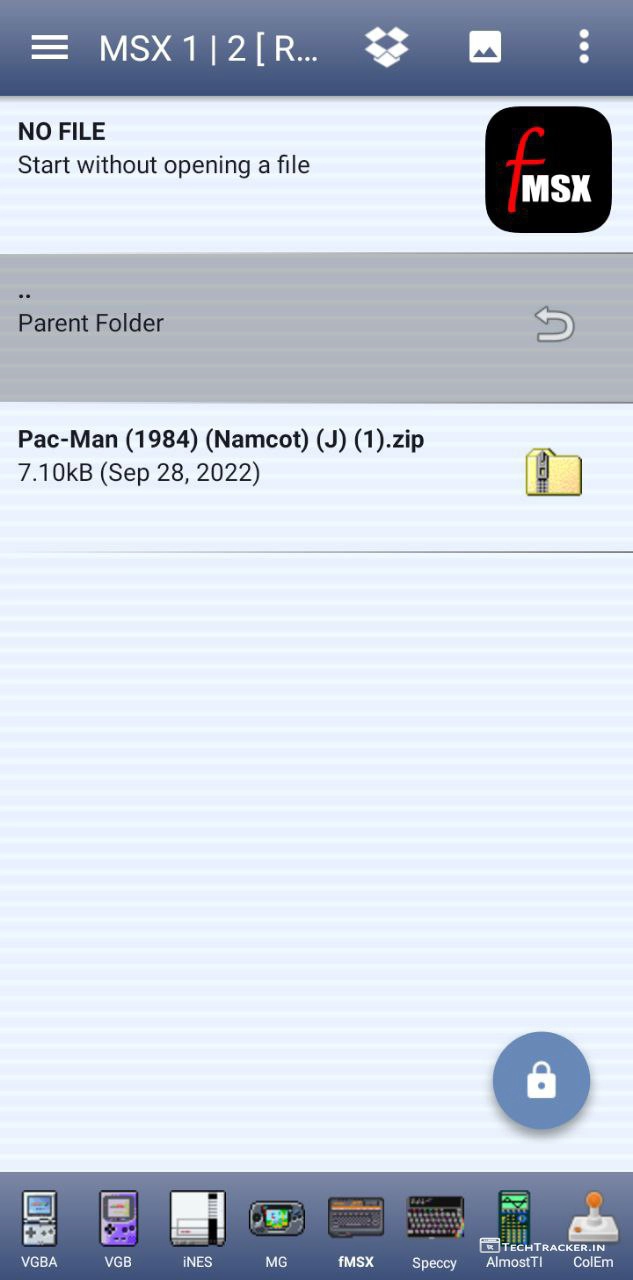 MSX 1 | 2 [ R...
NO FILE
Start without opening a file
fMSX
..
Parent Folder
Pac-Man (1984) (Namcot) (J) (1).zip
7.10kB (Sep 28, 2022)
TECHTRACKER.IN
VGBA VGB iNES MG fMSX Speccy AlmostTI ColEm